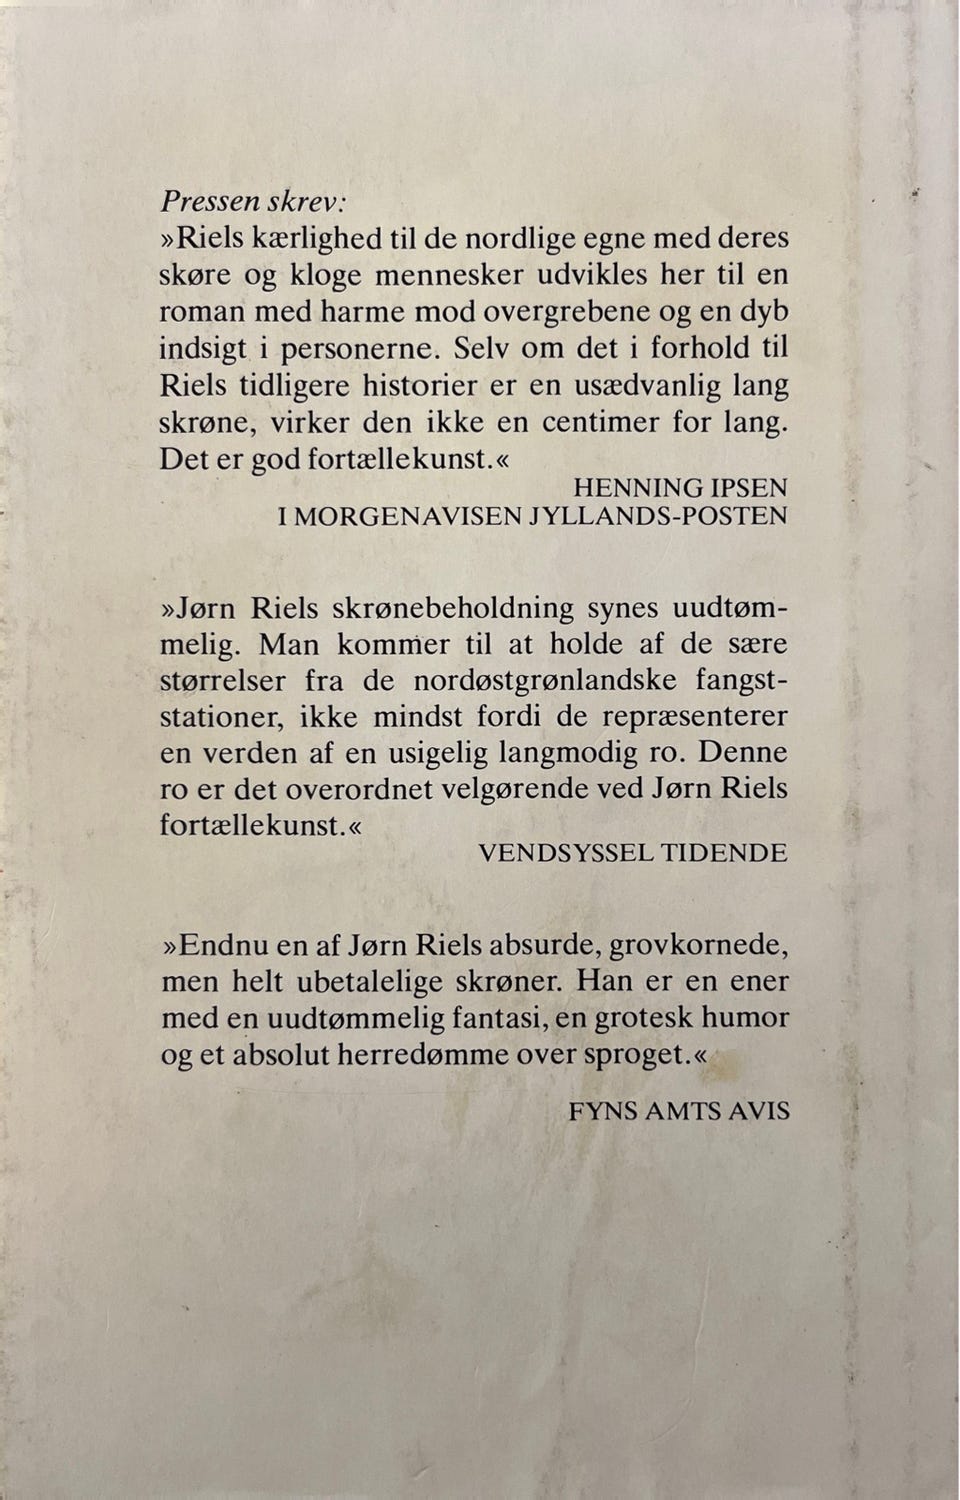 Pressen skrev:
»Riels kærlighed til de nordlige egne med deres
skøre og kloge mennesker udvikles her til en
roman med harme mod overgrebene og en dyb
indsigt i personerne. Selv om det i forhold til
Riels tidligere historier er en usædvanlig lang
skrøne, virker den ikke en centimer for lang.
Det er god fortællekunst.«
HENNING IPSEN
I MORGENAVISEN JYLLANDS-POSTEN
»Jørn Riels skrønebeholdning synes uudtøm-
melig. Man kommer til at holde af de sære
størrelser fra de nordøstgrønlandske fangst-
stationer, ikke mindst fordi de repræsenterer
en verden af en usigelig langmodig ro. Denne
ro er det overordnet velgørende ved Jørn Riels
fortællekunst.«
VENDSYSSEL TIDENDE
»Endnu en af Jørn Riels absurde, grovkornede,
men helt ubetalelige skrøner. Han er en ener
med en uudtømmelig fantasi, en grotesk humor
og et absolut herredømme over sproget.«
FYNS AMTS AVIS